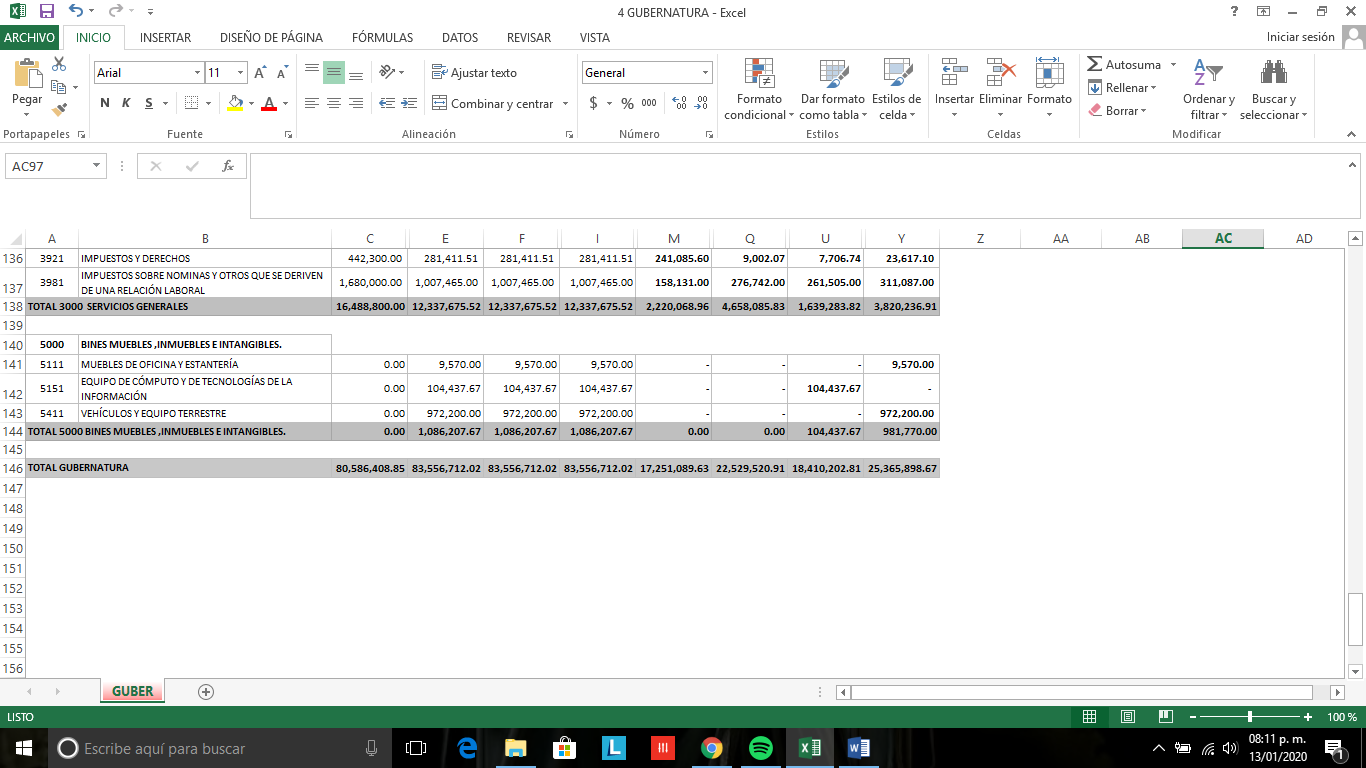 4 GUBERNATURA - Excel
ARCHIVO INICIO INSERTAR DISEÑO DE PÁGINA FÓRMULAS DATOS REVISAR VISTA Iniciar sesión
Pegar
Portapapeles
Arial 11
N K S
Fuente
Ajustar texto
Combinar y centrar
Alineación
General
$ % 000
Número
Formato condicional
Dar formato como tabla
Estilos de celda
Estilos
Insertar Eliminar Formato
Celdas
Autosuma
Rellenar
Borrar
Ordenar y filtrar
Buscar y seleccionar
Modificar
AC97 fx
A B C E F I M Q U Y Z AA AB AC AD
136 3921 IMPUESTOS Y DERECHOS 442,300.00 281,411.51 281,411.51 281,411.51 241,085.60 9,002.07 7,706.74 23,617.10
IMPUESTOS SOBRE NOMINAS Y OTROS QUE SE DERIVEN
137 3981 DE UNA RELACIÓN LABORAL 1,680,000.00 1,007,465.00 1,007,465.00 1,007,465.00 158,131.00 276,742.00 261,505.00 311,087.00
138 TOTAL 3000 SERVICIOS GENERALES 16,488,800.00 12,337,675.52 12,337,675.52 12,337,675.52 2,220,068.96 4,658,085.83 1,639,283.82 3,820,236.91
139
140 5000 BINES MUEBLES ,INMUEBLES E INTANGIBLES.
141 5111 MUEBLES DE OFICINA Y ESTANTERÍA 0.00 9,570.00 9,570.00 9,570.00 - - - 9,570.00
EQUIPO DE CÓMPUTO Y DE TECNOLOGÍAS DE LA
142 5151 INFORMACIÓN 0.00 104,437.67 104,437.67 104,437.67 - - 104,437.67 -
143 5411 VEHÍCULOS Y EQUIPO TERRESTRE 0.00 972,200.00 972,200.00 972,200.00 - - - 972,200.00
144 TOTAL 5000 BINES MUEBLES ,INMUEBLES E INTANGIBLES. 0.00 1,086,207.67 1,086,207.67 1,086,207.67 0.00 0.00 104,437.67 981,770.00
145
146 TOTAL GUBERNATURA 80,586,408.85 83,556,712.02 83,556,712.02 83,556,712.02 17,251,089.63 22,529,520.91 18,410,202.81 25,365,898.67
147
148
149
150
151
152
153
154
155
156
GUBER
LISTO 100 %
Escribe aquí para buscar
08:11 p. m.
13/01/2020
1